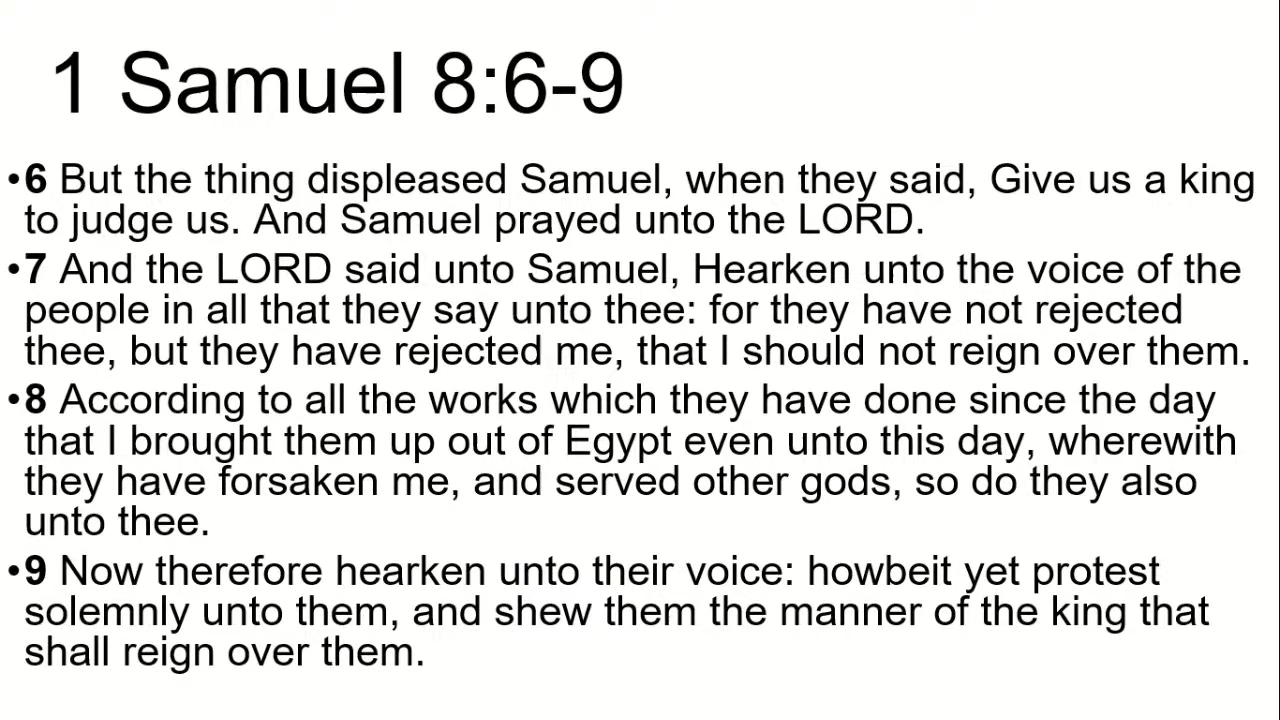 1 Samuel 8:6-9
•6 But the thing displeased Samuel, when they said, Give us a king
to judge us. And Samuel prayed unto the LORD.
•7 And the LORD said unto Samuel, Hearken unto the voice of the
people in all that they say unto thee: for they have not rejected
thee, but they have rejected me, that I should not reign over them.
•8 According to all the works which they have done since the day
that I brought them up out of Egypt even unto this day, wherewith
they have forsaken me, and served other gods, so do they also
unto thee.
•9 Now therefore hearken unto their voice: howbeit yet protest
solemnly unto them, and shew them the manner of the king that
shall reign over them.